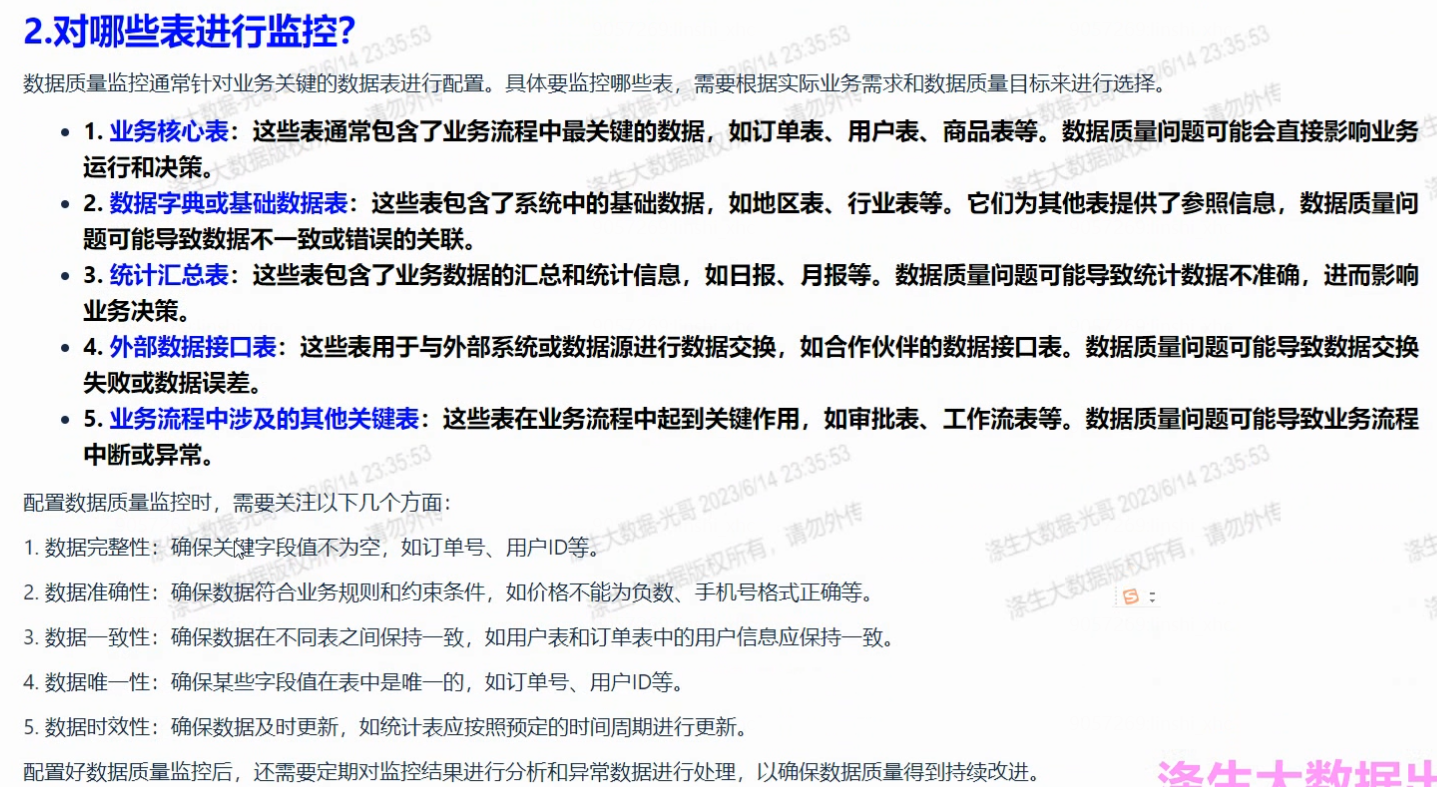 2.对哪些表进行监控?
数据质量监控通常针对业务关键的数据表进行配置。具体要监控哪些表，需要根据实际业务需求和数据质量目标来进行选择。
• 1. 业务核心表：这些表通常包含了业务流程中最关键的数据，如订单表、用户表、商品表等。数据质量问题可能会直接影响业务
运行和决策。
• 2. 数据字典或基础数据表：这些表包含了系统中的基础数据，如地区表、行业表等。它们为其他表提供了参照信息，数据质量问
题可能导致数据不一致或错误的关联。
• 3. 统计汇总表：这些表包含了业务数据的汇总和统计信息，如日报、月报等。数据质量问题可能导致统计数据不准确，进而影响
业务决策。
• 4. 外部数据接口表：这些表用于与外部系统或数据源进行数据交换，如合作伙伴的数据接口表。数据质量问题可能导致数据交换
失败或数据误差。
• 5. 业务流程中涉及的其他关键表：这些表在业务流程中起到关键作用，如审批表、工作流表等。数据质量问题可能导致业务流程
中断或异常。
配置数据质量监控时，需要关注以下几个方面：
1. 数据完整性：确保关键字段值不为空，如订单号、用户ID等。
2. 数据准确性：确保数据符合业务规则和约束条件，如价格不能为负数、手机号格式正确等。
3. 数据一致性：确保数据在不同表之间保持一致，如用户表和订单表中的用户信息应保持一致。
4. 数据唯一性：确保某些字段值在表中是唯一的，如订单号、用户ID等。
5. 数据时效性：确保数据及时更新，如统计表应按照预定的时间周期进行更新。
配置好数据质量监控后，还需要定期对监控结果进行分析和异常数据进行处理，以确保数据质量得到持续改进。
涤生大数据-光哥 2023/6/14 23:35:53
涤生大数据版权所有，请勿外传
涤生大数据出